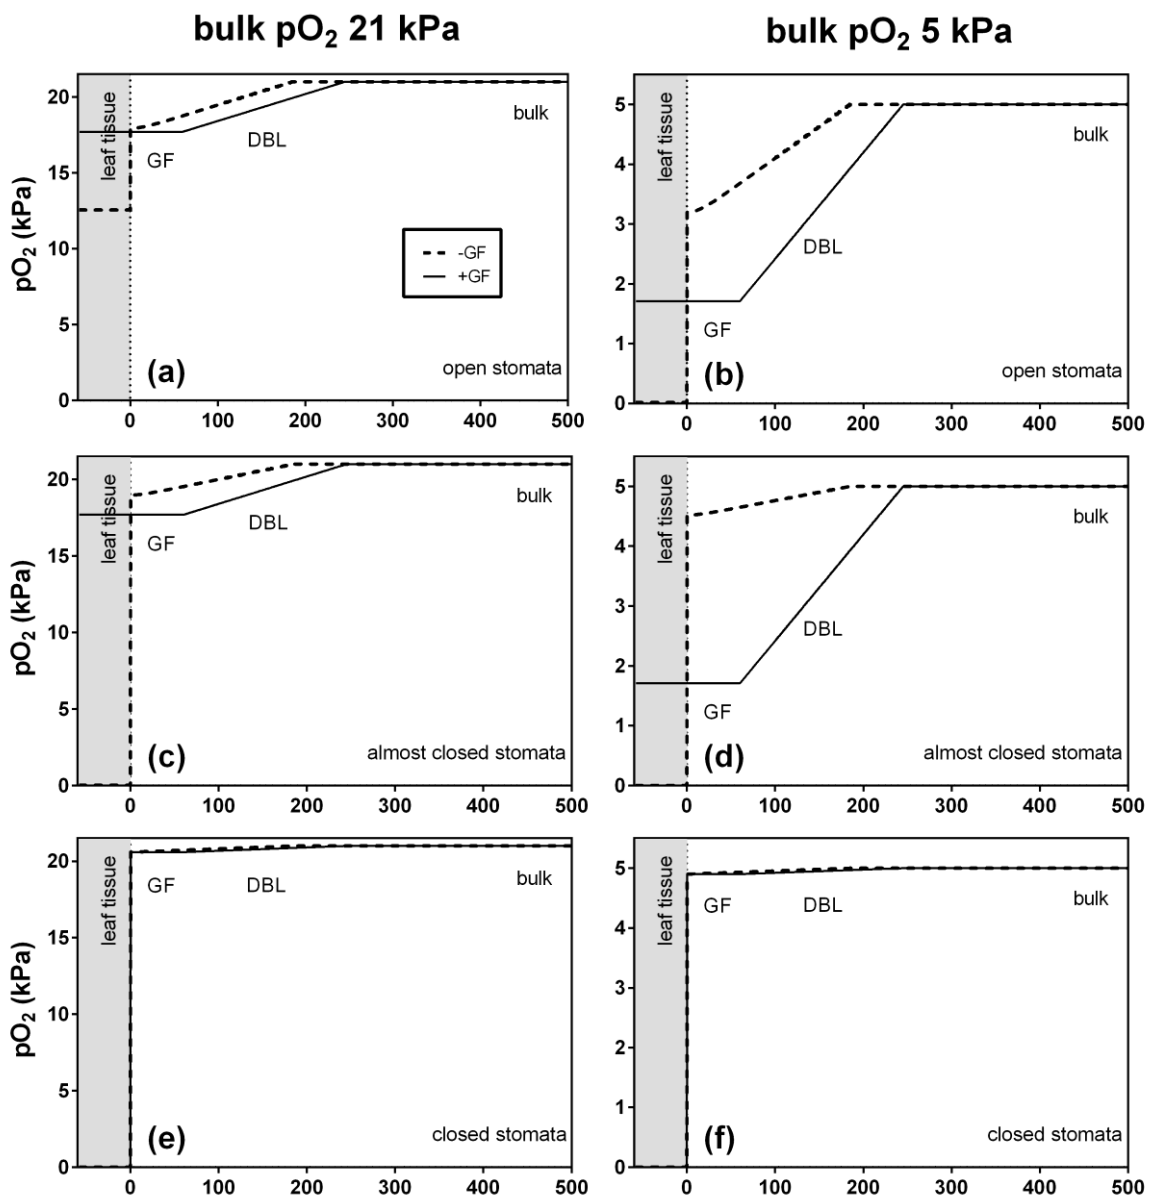 bulk pO₂ 21 kPa
bulk pO₂ 5 kPa
pO₂ (kPa)
20
15
10
5
0
leaf tissue
GF
DBL
bulk
-GF
+GF
(a)
open stomata
0 100 200 300 400 500
5
4
3
2
1
0
leaf tissue
GF
DBL
bulk
(b)
open stomata
0 100 200 300 400 500
pO₂ (kPa)
20
15
10
5
0
leaf tissue
GF
DBL
bulk
(c)
almost closed stomata
0 100 200 300 400 500
5
4
3
2
1
0
leaf tissue
GF
DBL
bulk
(d)
almost closed stomata
0 100 200 300 400 500
pO₂ (kPa)
20
15
10
5
0
leaf tissue
GF
DBL
bulk
(e)
closed stomata
0 100 200 300 400 500
5
4
3
2
1
0
leaf tissue
GF
DBL
bulk
(f)
closed stomata
0 100 200 300 400 500